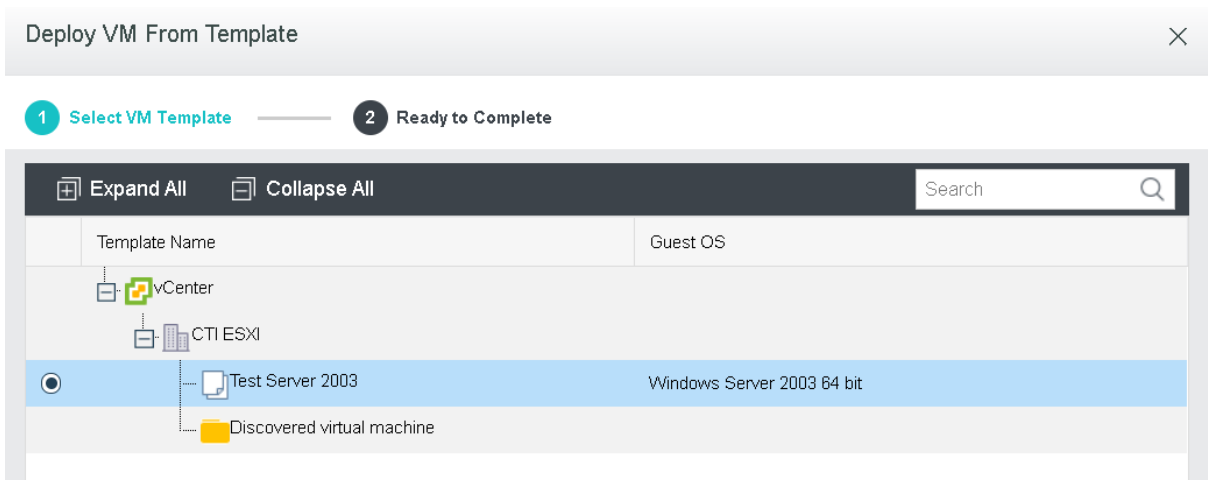 Deploy VM From Template
1 Select VM Template 2 Ready to Complete
Expand All Collapse All Search
Template Name Guest OS
vCenter
CTI ESXI
Test Server 2003 Windows Server 2003 64 bit
Discovered virtual machine